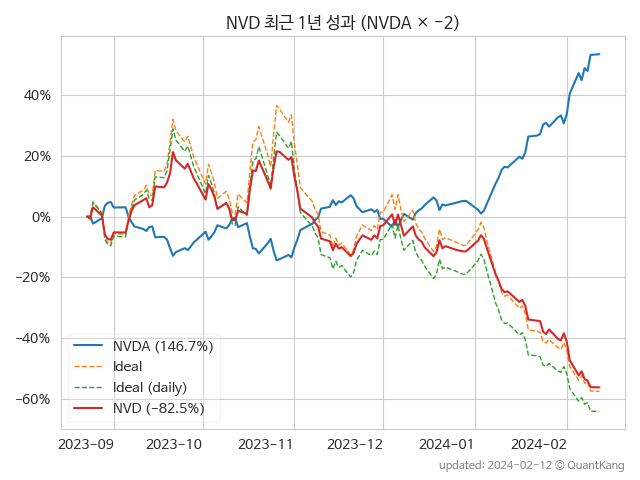 NVD 최근 1년 성과 (NVDA × −2)
40%
20%
0%
−20%
−40%
−60%
NVDA (146.7%)
Ideal
Ideal (daily)
NVD (−82.5%)
2023−09
2023−10
2023−11
2023−12
2024−01
2024−02
updated: 2024−02−12 © QuantKang